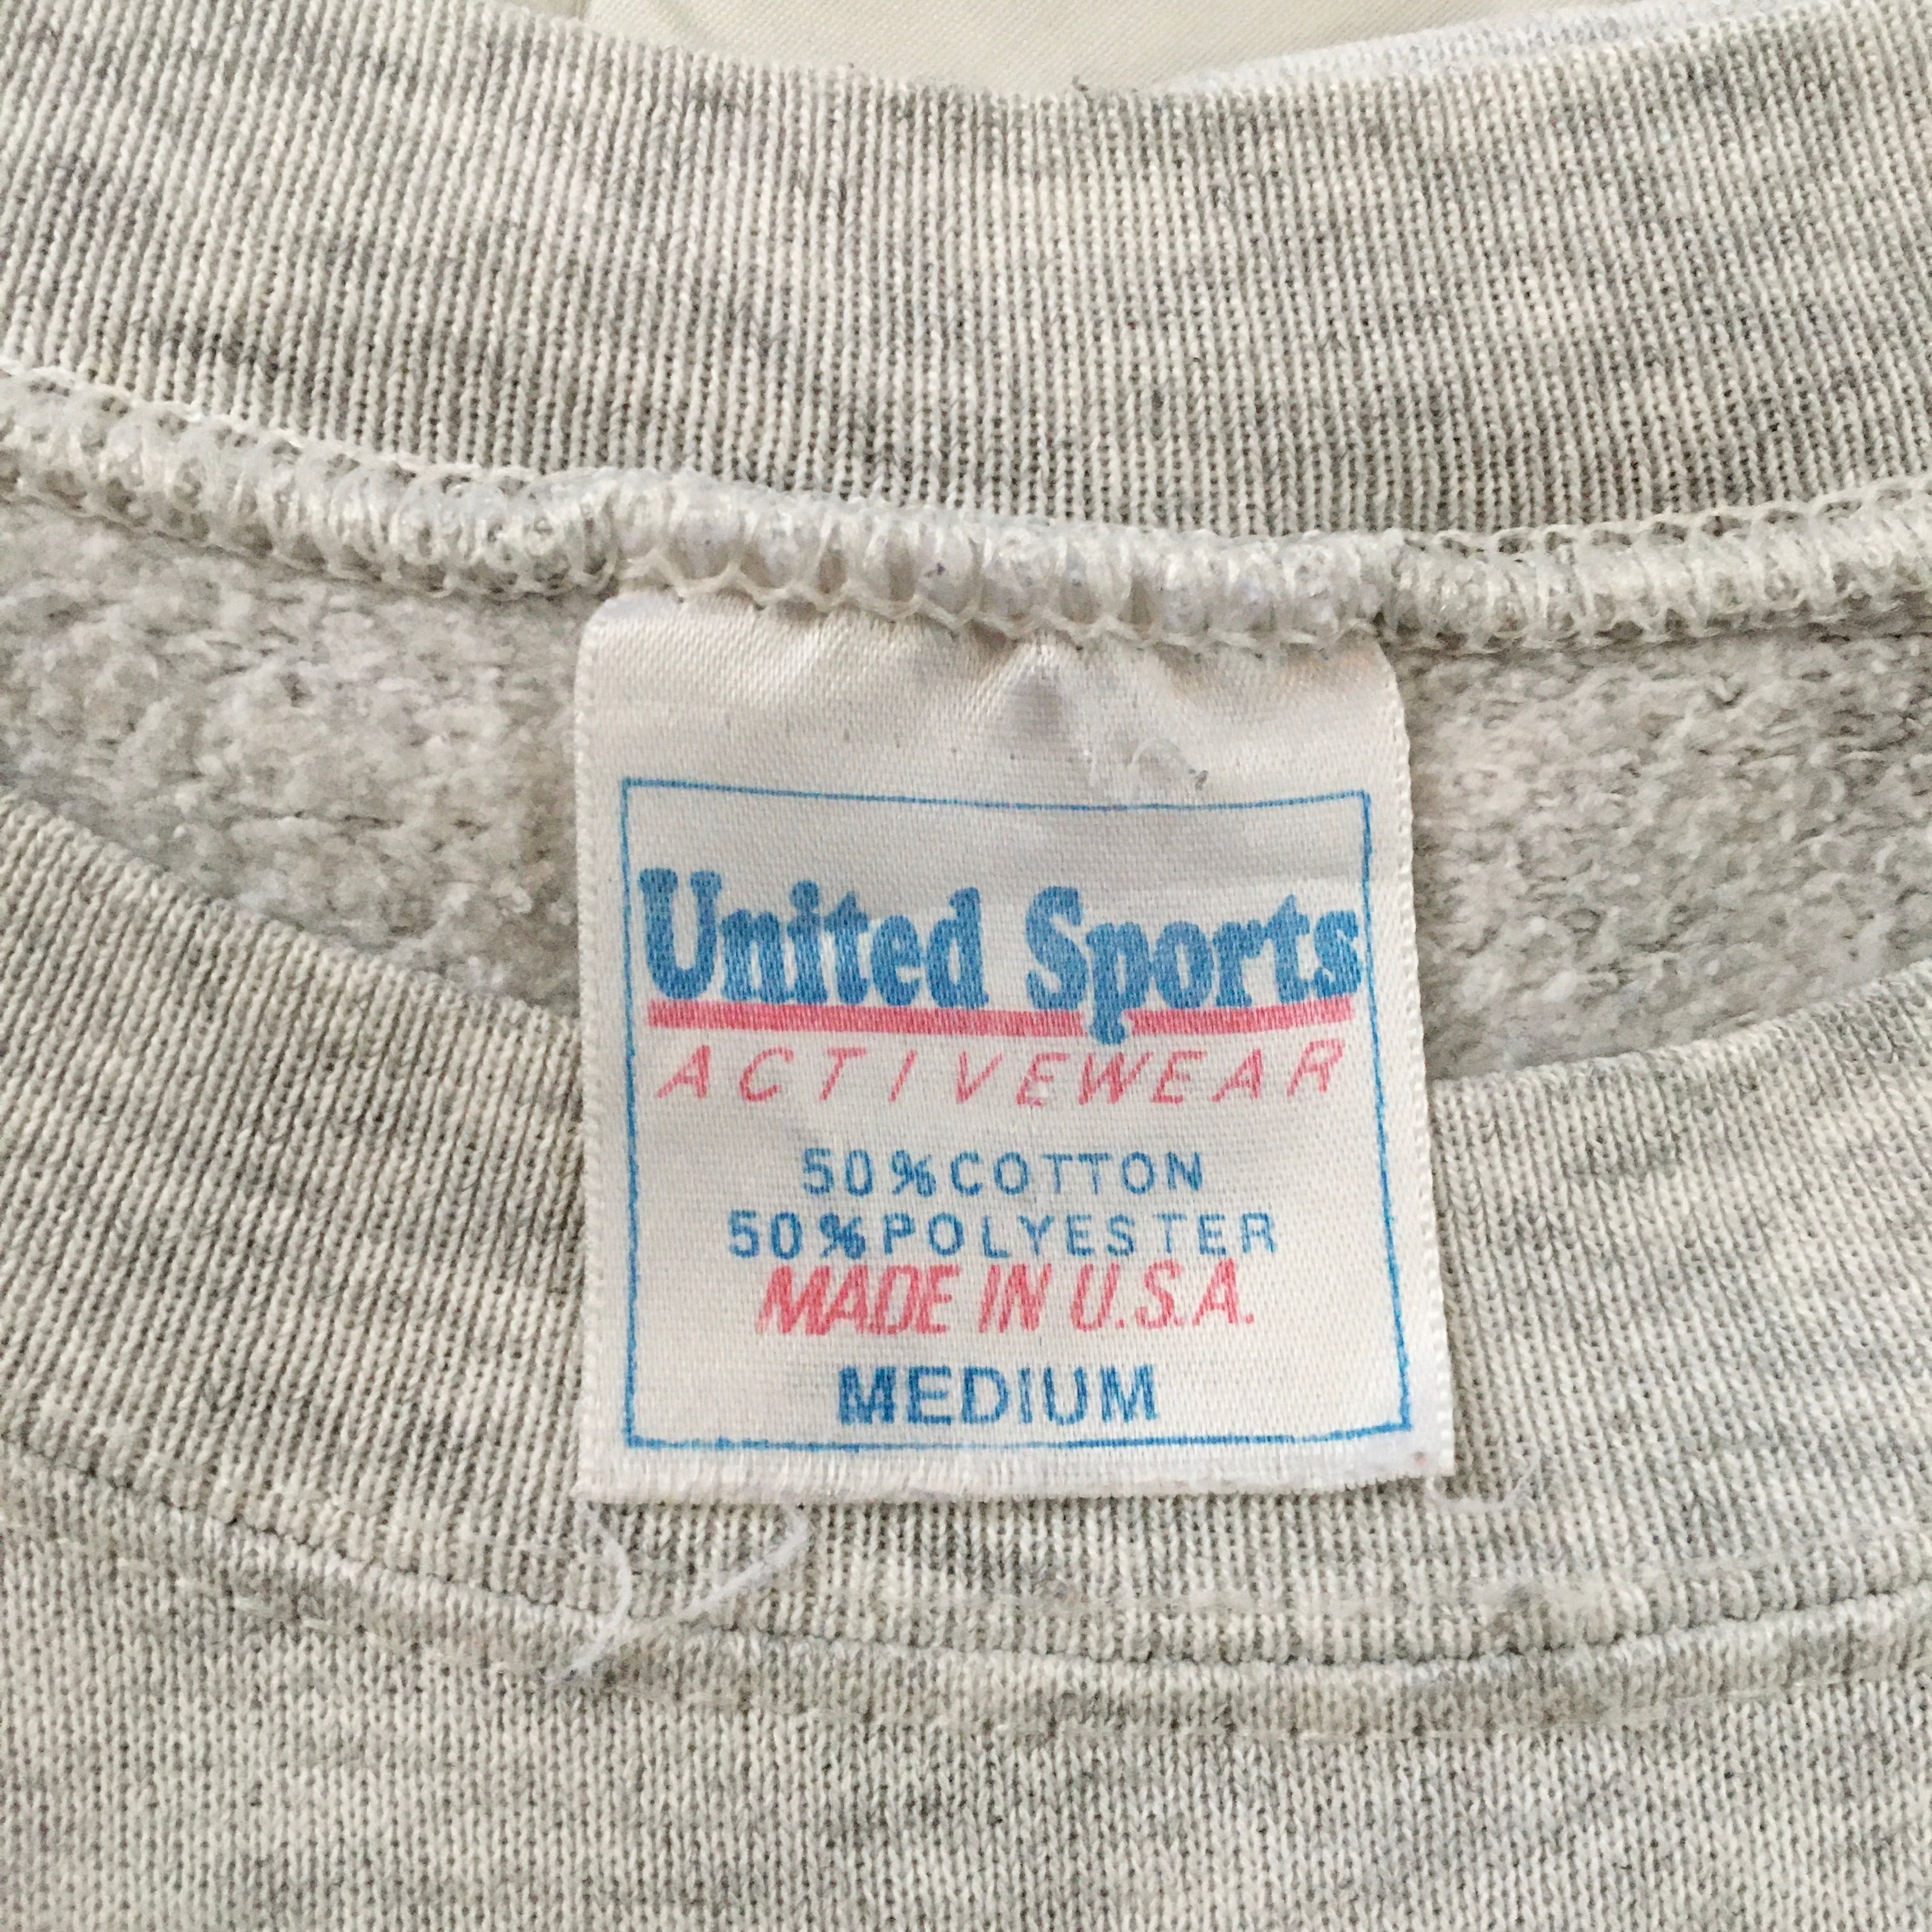 United Sports
ACTIVEWEAR
50%COTTON
50%POLYESTER
MADE IN U.S.A.
MEDIUM